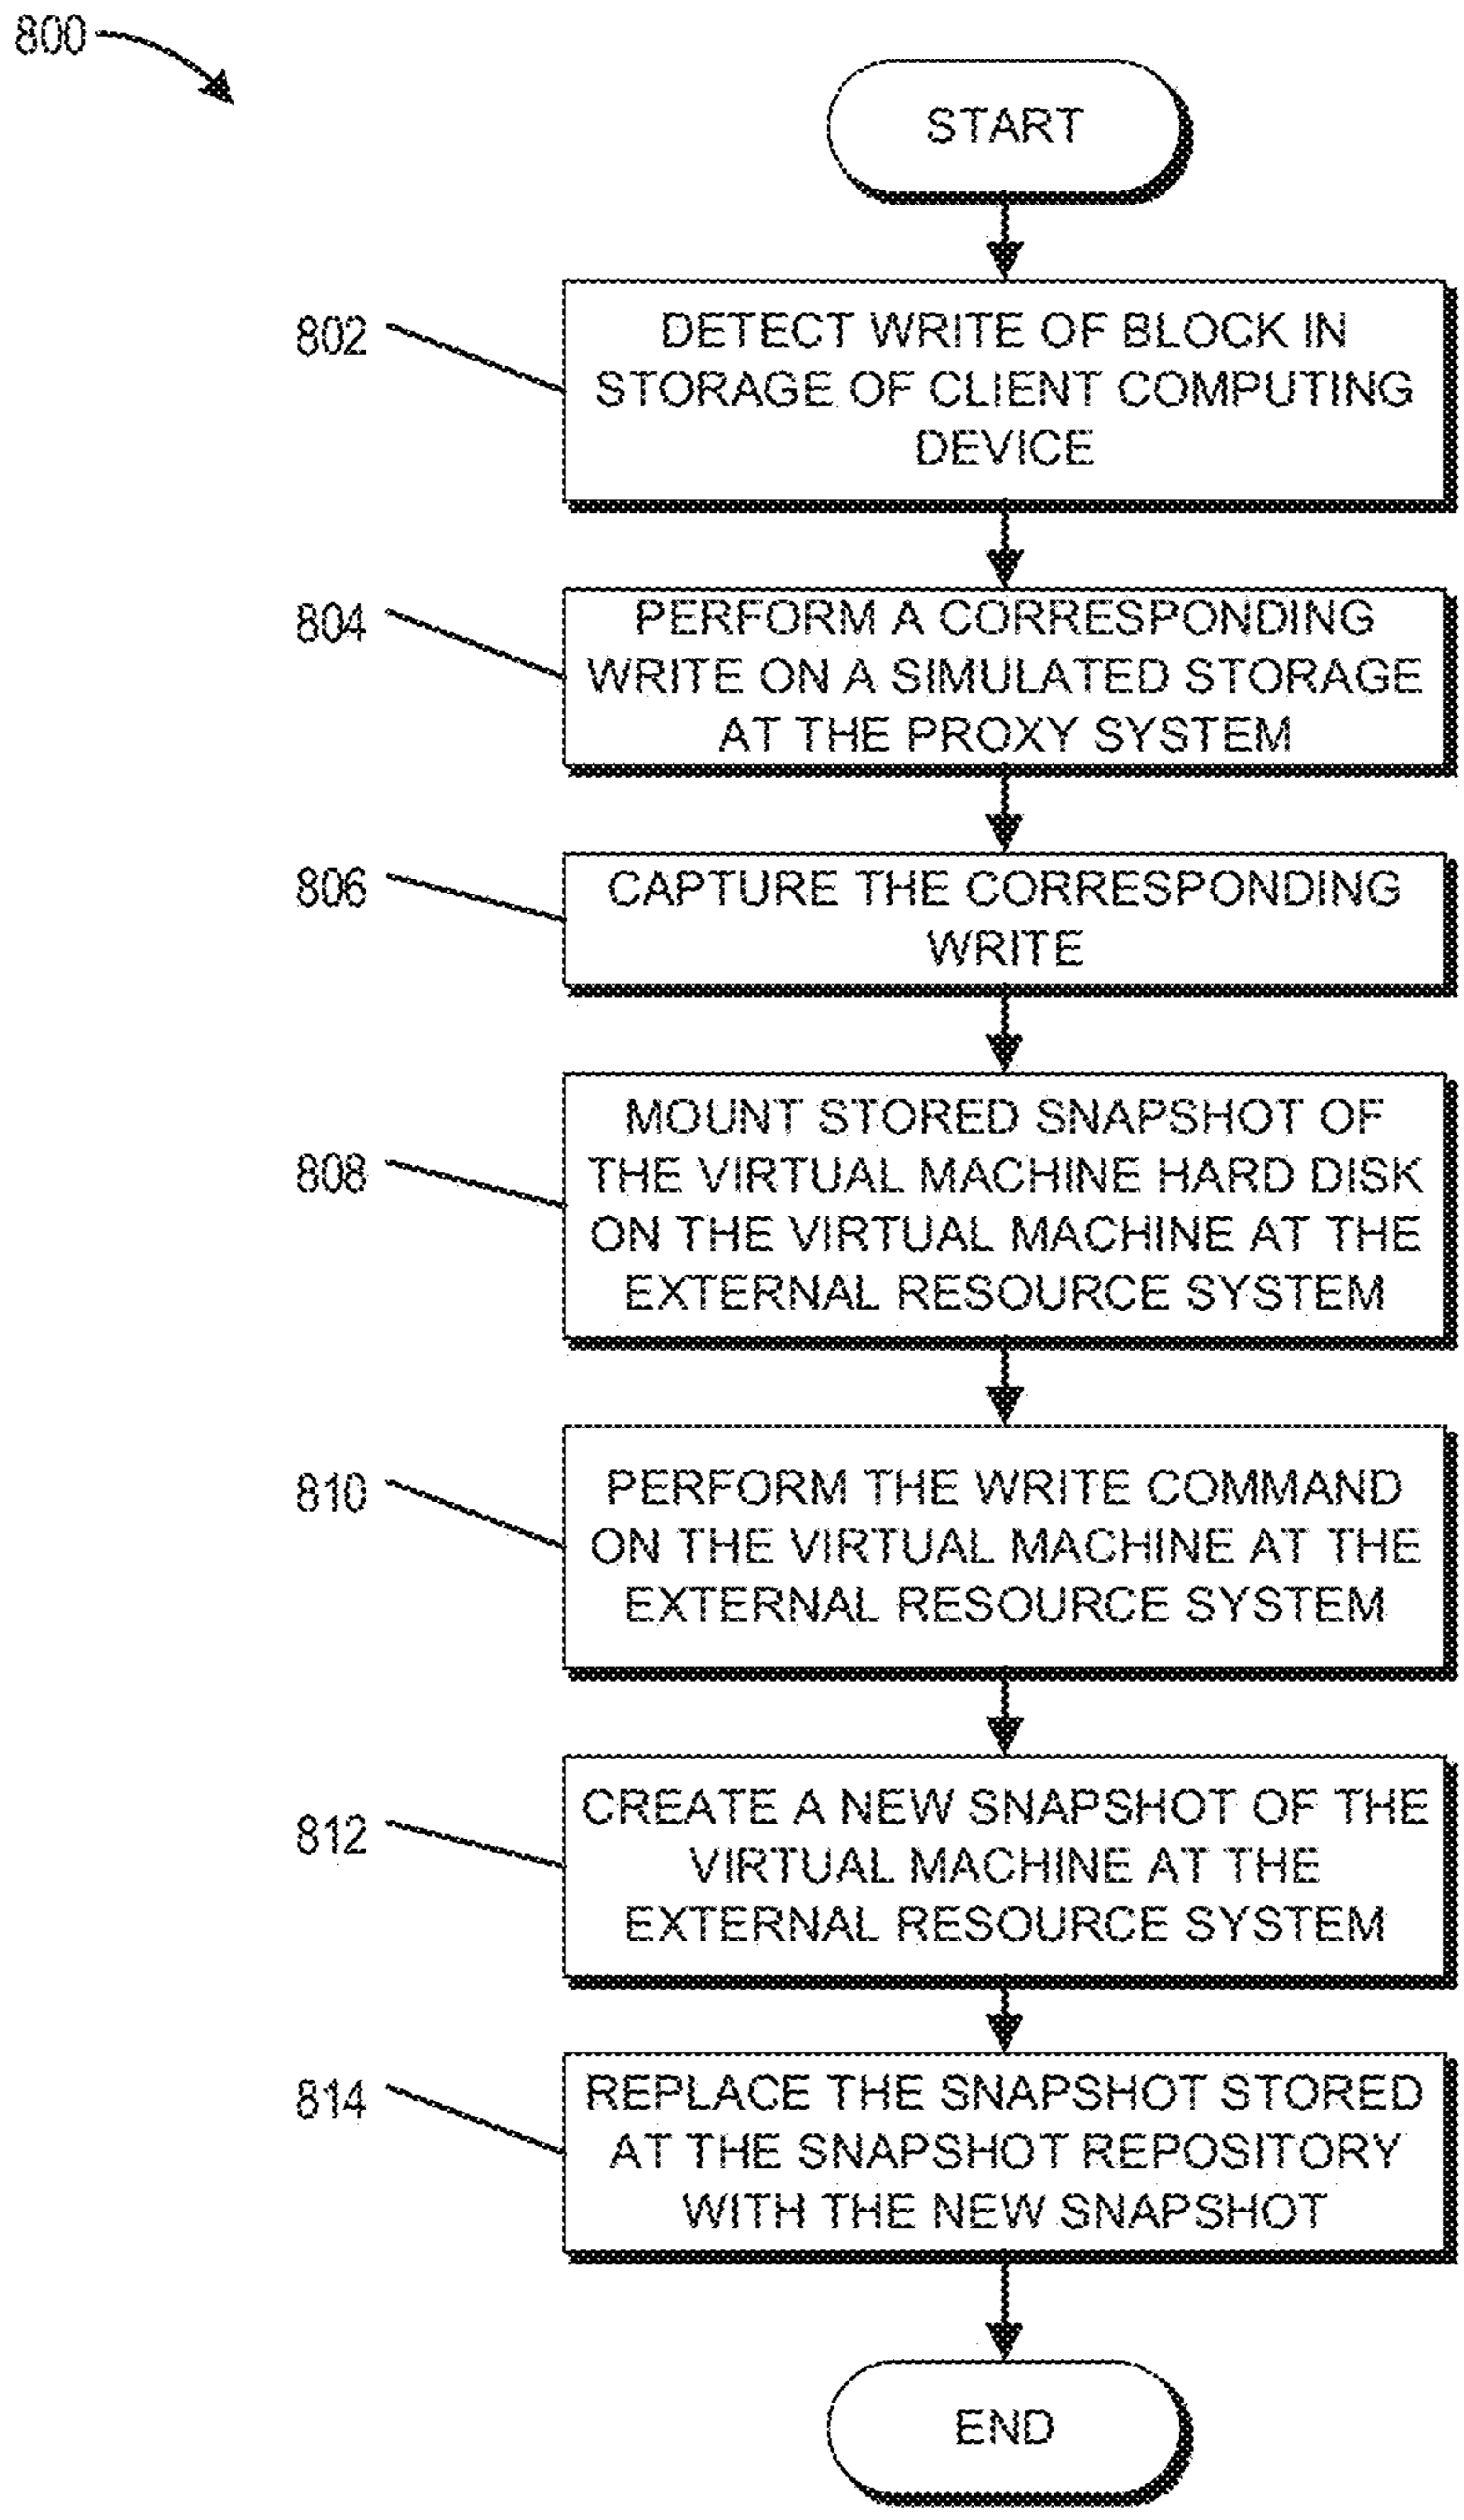 800
START
802
DETECT WRITE OF BLOCK IN
STORAGE OF CLIENT COMPUTING
DEVICE
804
PERFORM A CORRESPONDING
WRITE ON A SIMULATED STORAGE
AT THE PROXY SYSTEM
806
CAPTURE THE CORRESPONDING
WRITE
808
MOUNT STORED SNAPSHOT OF
THE VIRTUAL MACHINE HARD DISK
ON THE VIRTUAL MACHINE AT THE
EXTERNAL RESOURCE SYSTEM
810
PERFORM THE WRITE COMMAND
ON THE VIRTUAL MACHINE AT THE
EXTERNAL RESOURCE SYSTEM
812
CREATE A NEW SNAPSHOT OF THE
VIRTUAL MACHINE AT THE
EXTERNAL RESOURCE SYSTEM
814
REPLACE THE SNAPSHOT STORED
AT THE SNAPSHOT REPOSITORY
WITH THE NEW SNAPSHOT
END